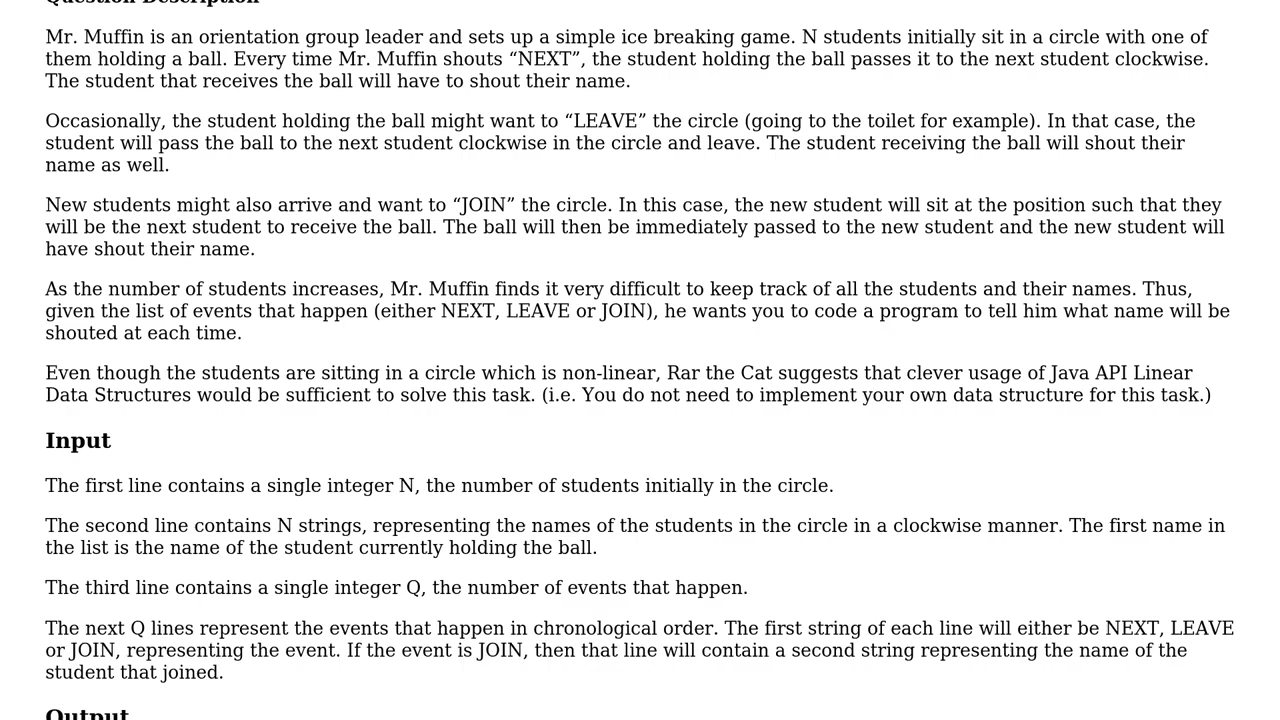 Question Description
Mr. Muffin is an orientation group leader and sets up a simple ice breaking game. N students initially sit in a circle with one of
them holding a ball. Every time Mr. Muffin shouts “NEXT”, the student holding the ball passes it to the next student clockwise.
The student that receives the ball will have to shout their name.
Occasionally, the student holding the ball might want to “LEAVE” the circle (going to the toilet for example). In that case, the
student will pass the ball to the next student clockwise in the circle and leave. The student receiving the ball will shout their
name as well.
New students might also arrive and want to “JOIN” the circle. In this case, the new student will sit at the position such that they
will be the next student to receive the ball. The ball will then be immediately passed to the new student and the new student will
have shout their name.
As the number of students increases, Mr. Muffin finds it very difficult to keep track of all the students and their names. Thus,
given the list of events that happen (either NEXT, LEAVE or JOIN), he wants you to code a program to tell him what name will be
shouted at each time.
Even though the students are sitting in a circle which is non-linear, Rar the Cat suggests that clever usage of Java API Linear
Data Structures would be sufficient to solve this task. (i.e. You do not need to implement your own data structure for this task.)
Input
The first line contains a single integer N, the number of students initially in the circle.
The second line contains N strings, representing the names of the students in the circle in a clockwise manner. The first name in
the list is the name of the student currently holding the ball.
The third line contains a single integer Q, the number of events that happen.
The next Q lines represent the events that happen in chronological order. The first string of each line will either be NEXT, LEAVE
or JOIN, representing the event. If the event is JOIN, then that line will contain a second string representing the name of the
student that joined.
Output